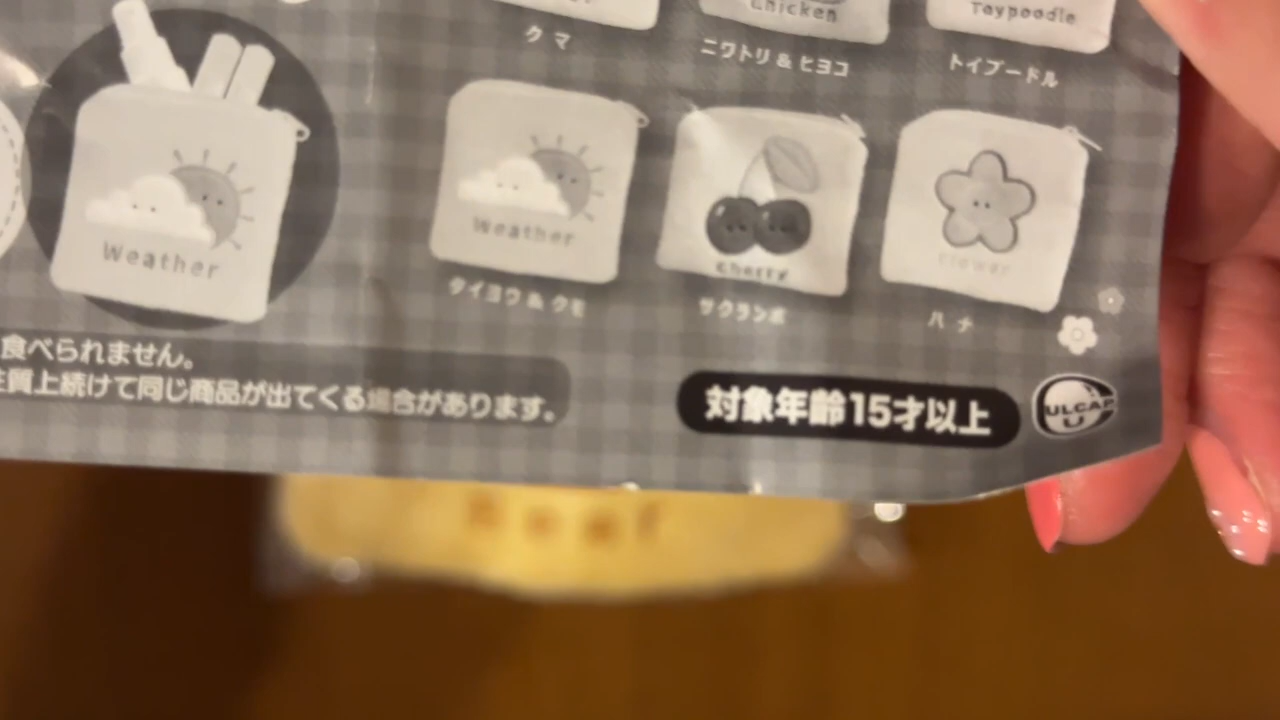 Chicken
Toypoodle
クマ
ニワトリ & ヒヨコ
トイプードル
Weather
Weather
Cherry
Flower
タイヨウ & クモ
サクランボ
ハナ
食べられません。
質上続けて同じ商品が出てくる場合があります。
対象年齢15才以上
ULCAP